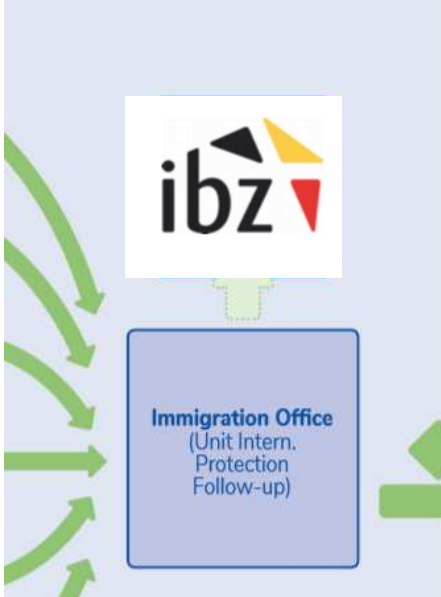 ibz
Immigration Office
(Unit Intern.
Protection
Follow-up)